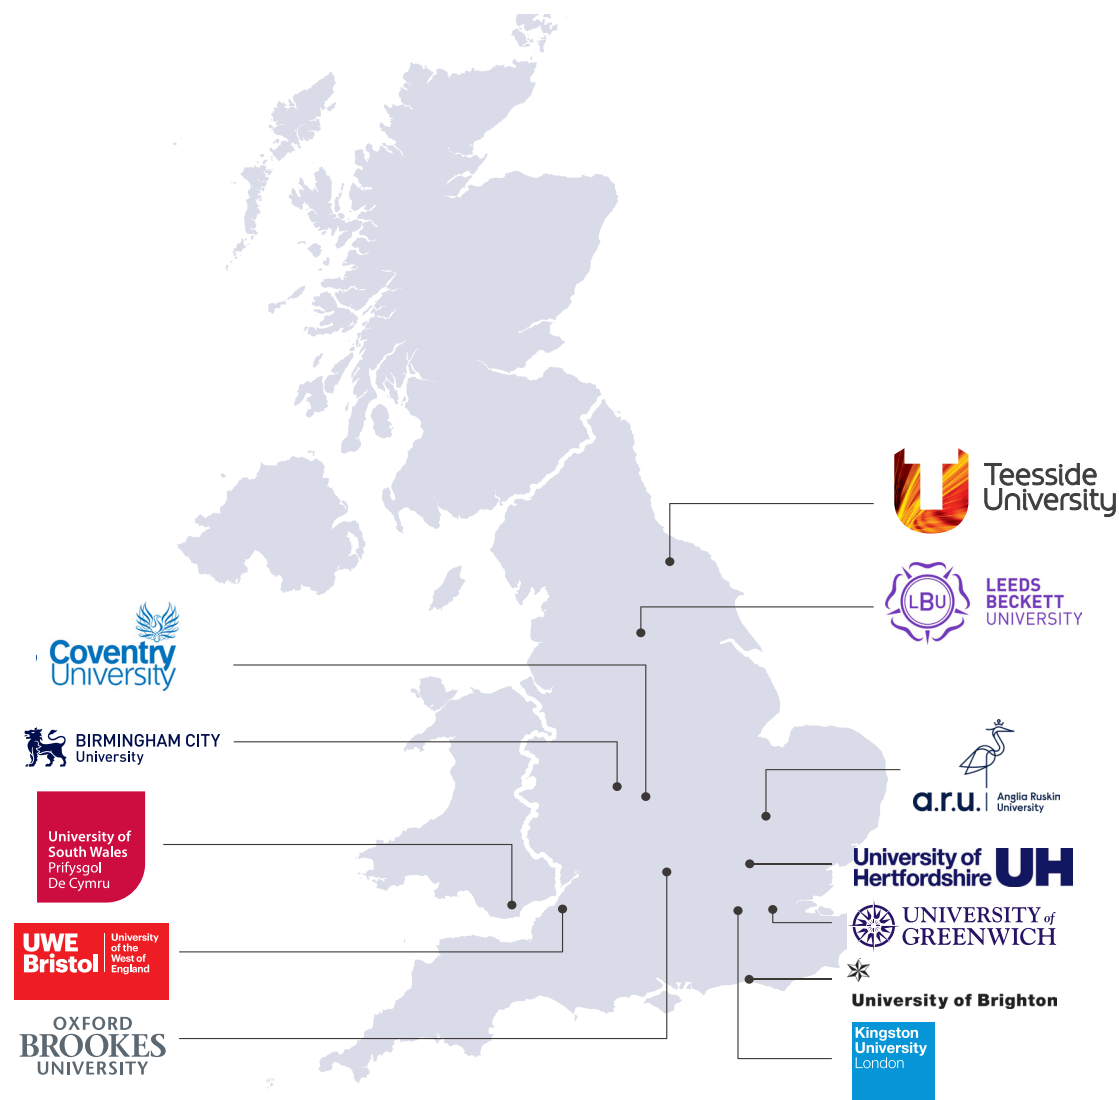 Teesside
University
LBU
LEEDS
BECKETT
UNIVERSITY
Coventry
University
BIRMINGHAM CITY
University
a.r.u.
Anglia Ruskin
University
University of
South Wales
Prifysgol
De Cymru
University of
Hertfordshire
UH
UNIVERSITY of
GREENWICH
UWE
Bristol
University
of the
West of
England
University of Brighton
OXFORD
BROOKES
UNIVERSITY
Kingston
University
London